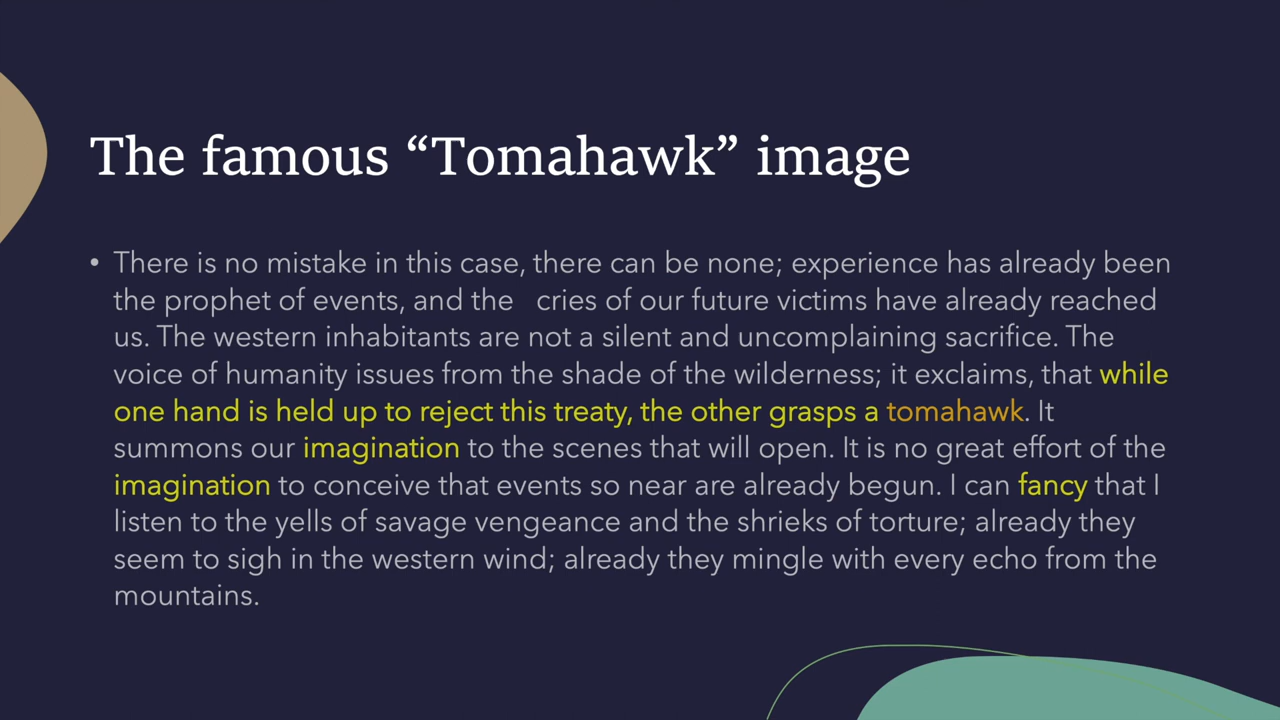 The famous “Tomahawk” image
• There is no mistake in this case, there can be none; experience has already been
the prophet of events, and the   cries of our future victims have already reached
us. The western inhabitants are not a silent and uncomplaining sacrifice. The
voice of humanity issues from the shade of the wilderness; it exclaims, that while
one hand is held up to reject this treaty, the other grasps a tomahawk. It
summons our imagination to the scenes that will open. It is no great effort of the
imagination to conceive that events so near are already begun. I can fancy that I
listen to the yells of savage vengeance and the shrieks of torture; already they
seem to sigh in the western wind; already they mingle with every echo from the
mountains.